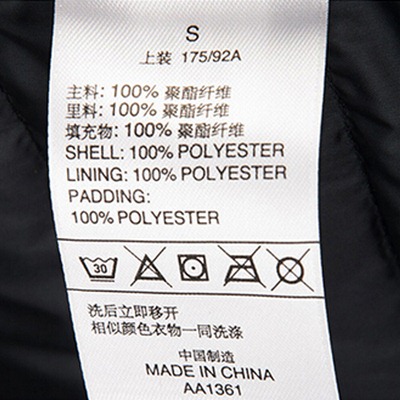 S
上装 175/92A
主料: 100% 聚酯纤维
里料: 100% 聚酯纤维
填充物: 100% 聚酯纤维
SHELL: 100% POLYESTER
LINING: 100% POLYESTER
PADDING:
100% POLYESTER
30
洗后立即移开
相似颜色衣物一同洗涤
中国制造
MADE IN CHINA
AA1361